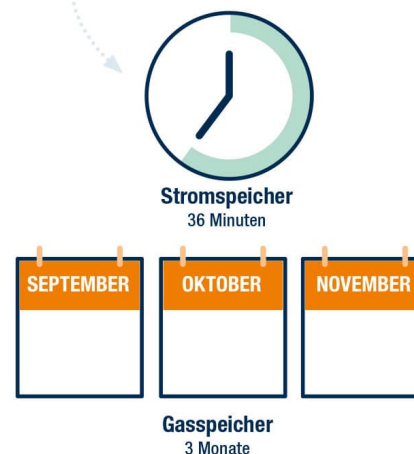 Stromspeicher
36 Minuten
SEPTEMBER OKTOBER NOVEMBER
Gasspeicher
3 Monate